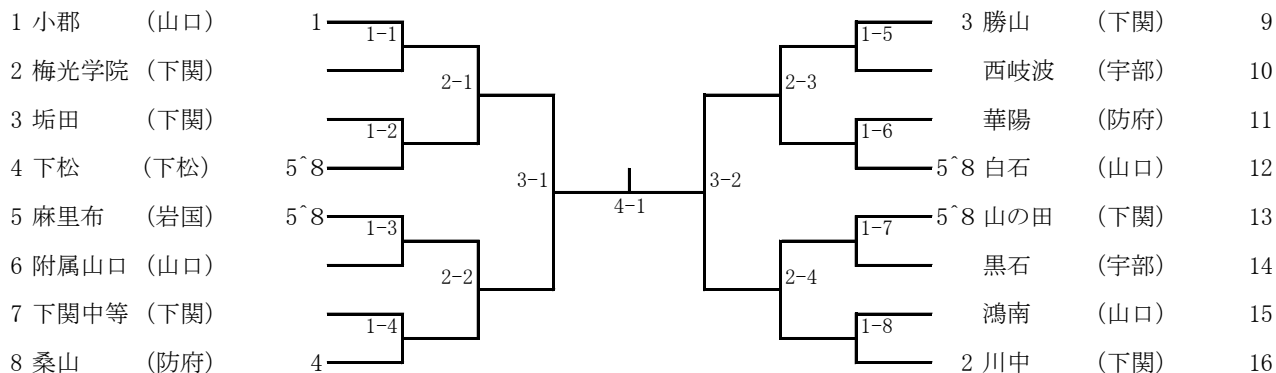 1 小郡 (山口) 1 1-1 1-5 3 勝山 (下関) 9
2 梅光学院 (下関) 2-1 2-3 西岐波 (宇部) 10
3 垢田 (下関) 1-2 1-6 華陽 (防府) 11
4 下松 (下松) 5^8 5^8 白石 (山口) 12
3-1 4-1 3-2
5 麻里布 (岩国) 5^8 1-3 1-7 5^8 山の田 (下関) 13
6 附属山口 (山口) 2-2 2-4 黒石 (宇部) 14
7 下関中等 (下関) 1-4 1-8 鴻南 (山口) 15
8 桑山 (防府) 4 2 川中 (下関) 16